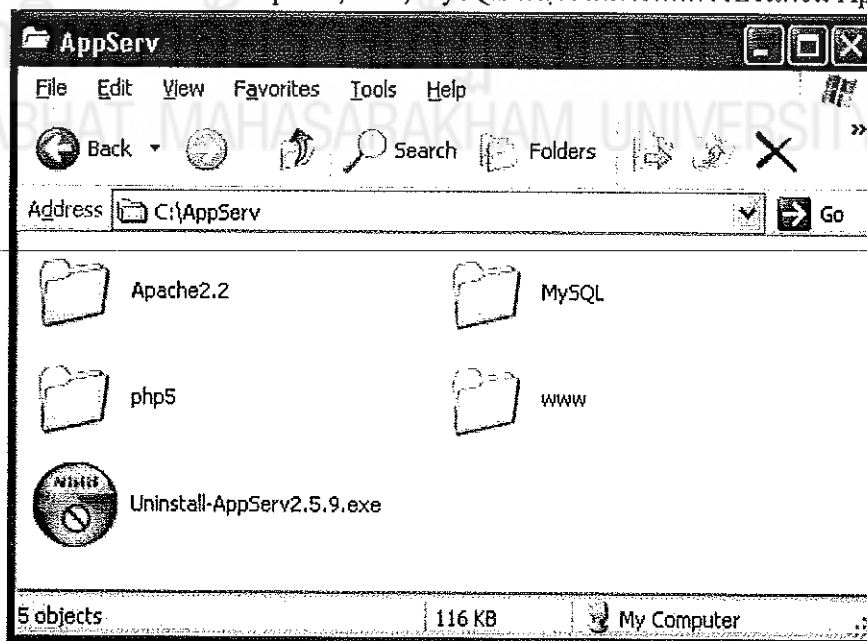 AppServ
File Edit View Favorites Tools Help
Back Search Folders »
Address C:\AppServ Go
Apache2.2 MySQL
php5 www
Uninstall-AppServ2.5.9.exe
5 objects 116 KB My Computer